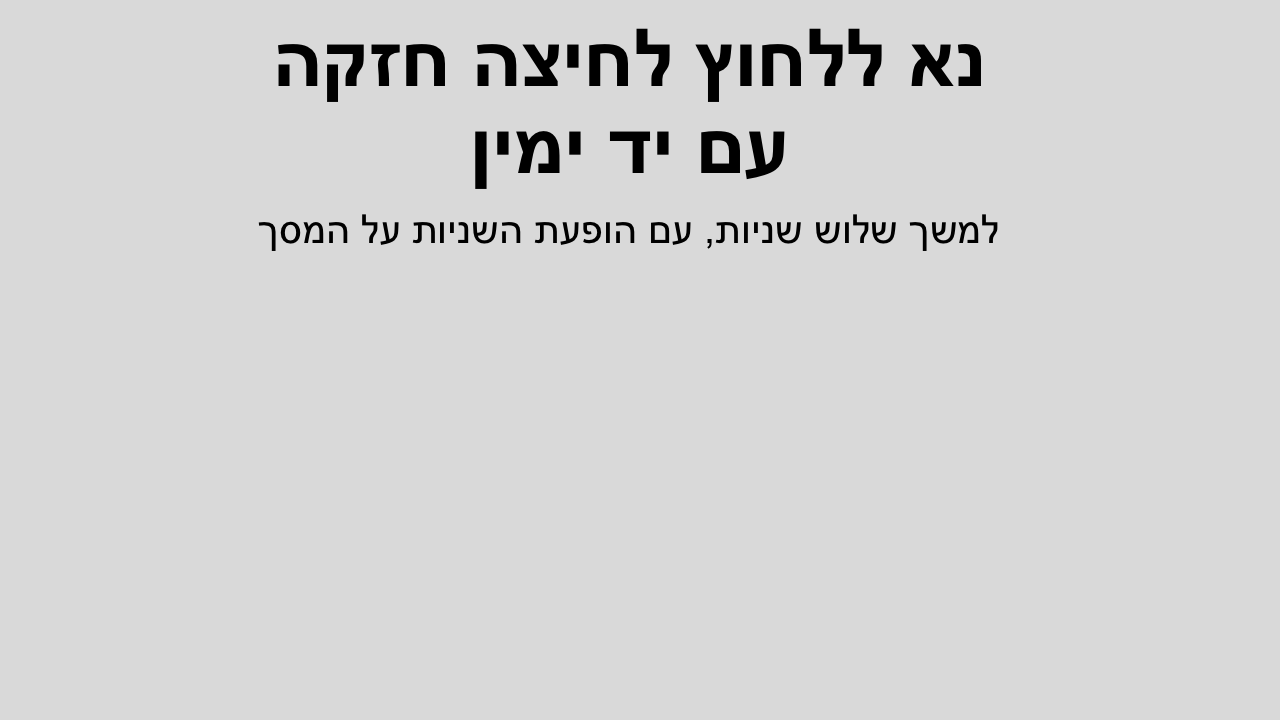 נא ללחוץ לחיצה חזקה
עם יד ימין
למשך שלוש שניות, עם הופעת השניות על המסך